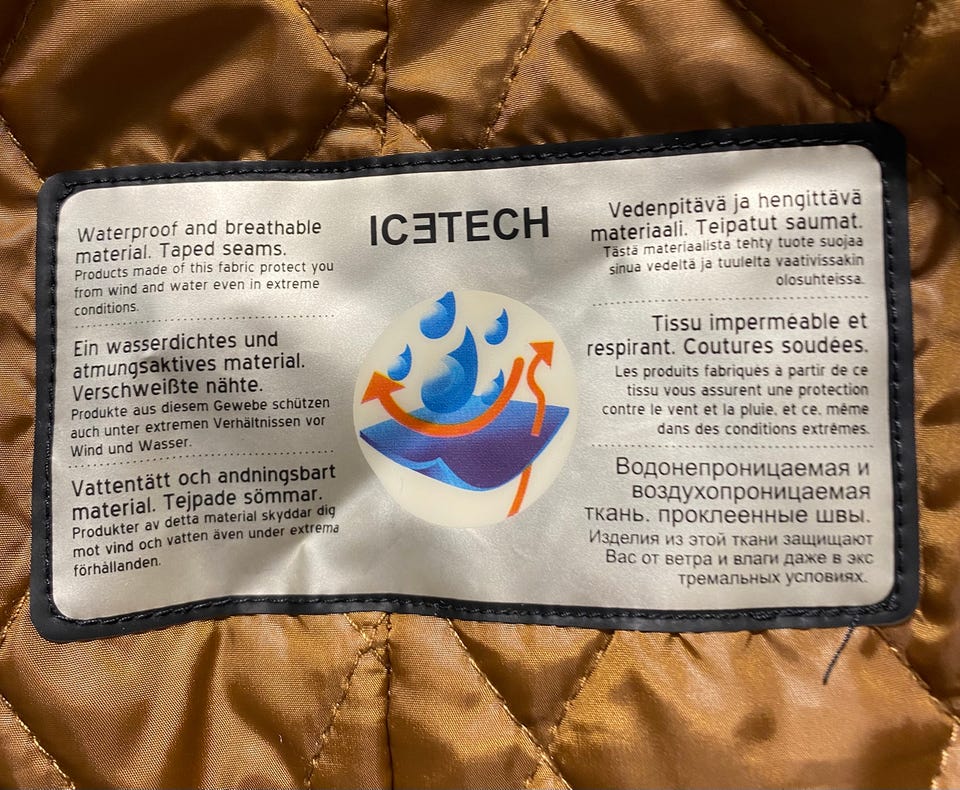 ICƎTECH
Waterproof and breathable
material. Taped seams.
Products made of this fabric protect you
from wind and water even in extreme
conditions.
Ein wasserdichtes und
atmungsaktives material.
Verschweißte nähte.
Produkte aus diesem Gewebe schützen
auch unter extremen Verhältnissen vor
Wind und Wasser.
Vattentätt och andningsbart
material. Tejpade sömmar.
Produkter av detta material skyddar dig
mot vind och vatten även under extrema
förhållanden.
Vedenpitävä ja hengittävä
materiaali. Teipatut saumat.
Tästä materiaalista tehty tuote suojaa
sinua vedeltä ja tuulelta vaativissakin
olosuhteissa.
Tissu imperméable et
respirant. Coutures soudées.
Les produits fabriqués à partir de ce
tissu vous assurent une protection
contre le vent et la pluie, et ce, même
dans des conditions extrêmes.
Водонепроницаемая и
воздухопроницаемая
ткань. проклеенные швы.
Изделия из этой ткани защищают
Вас от ветра и влаги даже в экс
тремальных условиях.